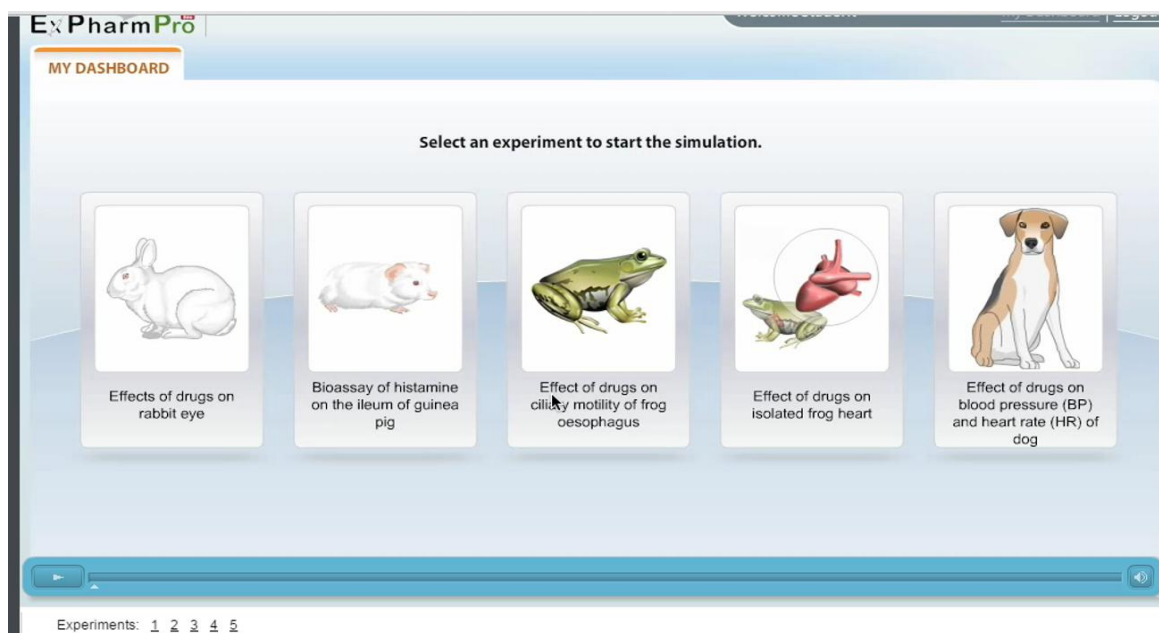 ExPharmPro
MY DASHBOARD
Select an experiment to start the simulation.
Effects of drugs on
rabbit eye
Bioassay of histamine
on the ileum of guinea
pig
Effect of drugs on
ciliary motility of frog
oesophagus
Effect of drugs on
isolated frog heart
Effect of drugs on
blood pressure (BP)
and heart rate (HR) of
dog
Experiments: 1 2 3 4 5